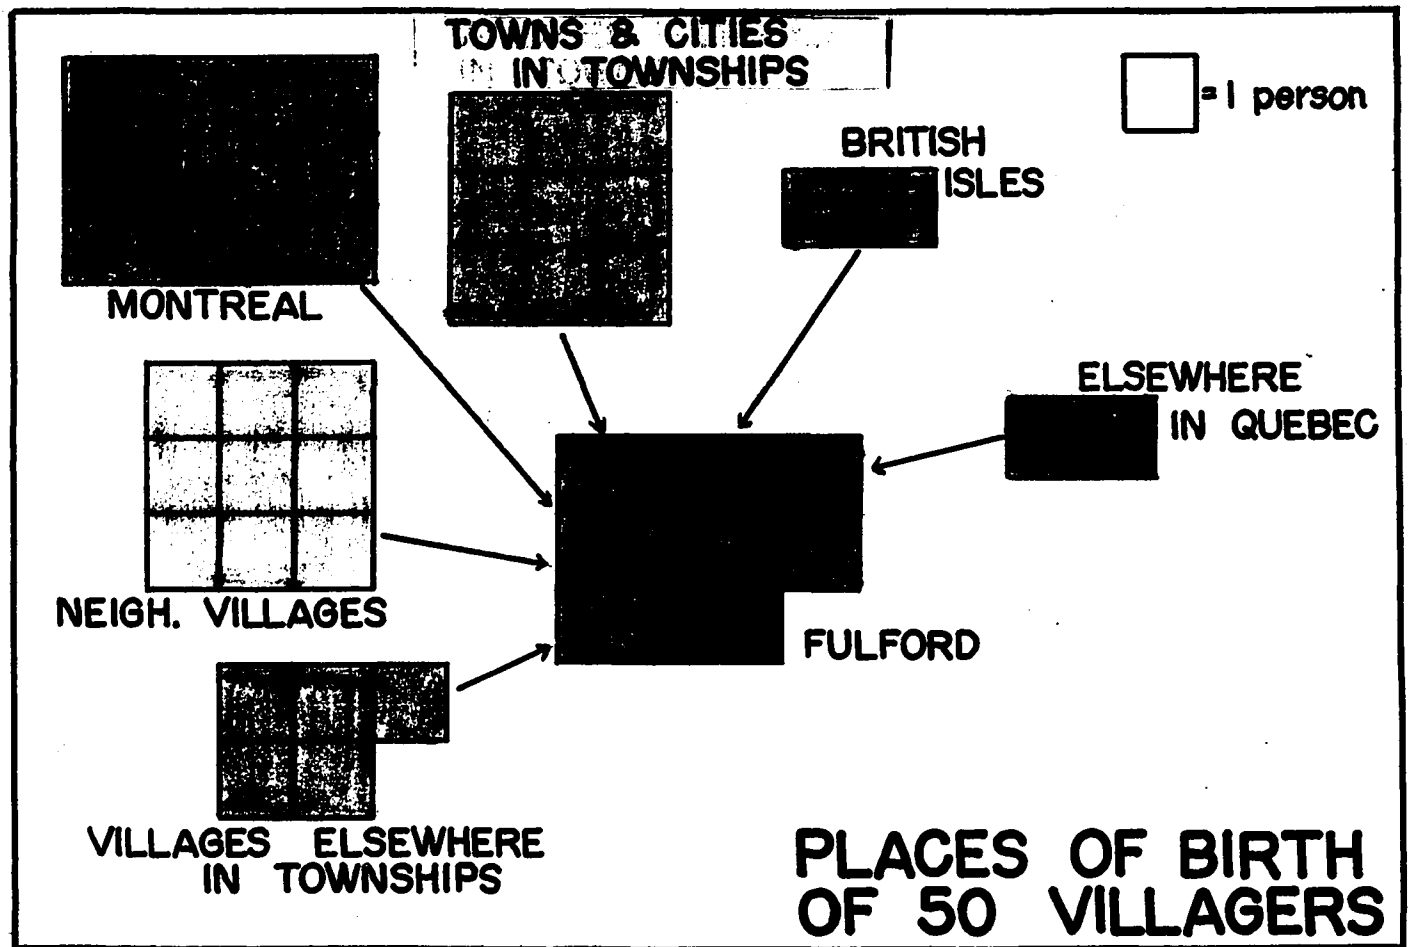 TOWNS & CITIES
IN TOWNSHIPS
= 1 person
BRITISH
ISLES
MONTREAL
ELSEWHERE
IN QUEBEC
NEIGH. VILLAGES
FULFORD
VILLAGES ELSEWHERE
IN TOWNSHIPS
PLACES OF BIRTH
OF 50 VILLAGERS